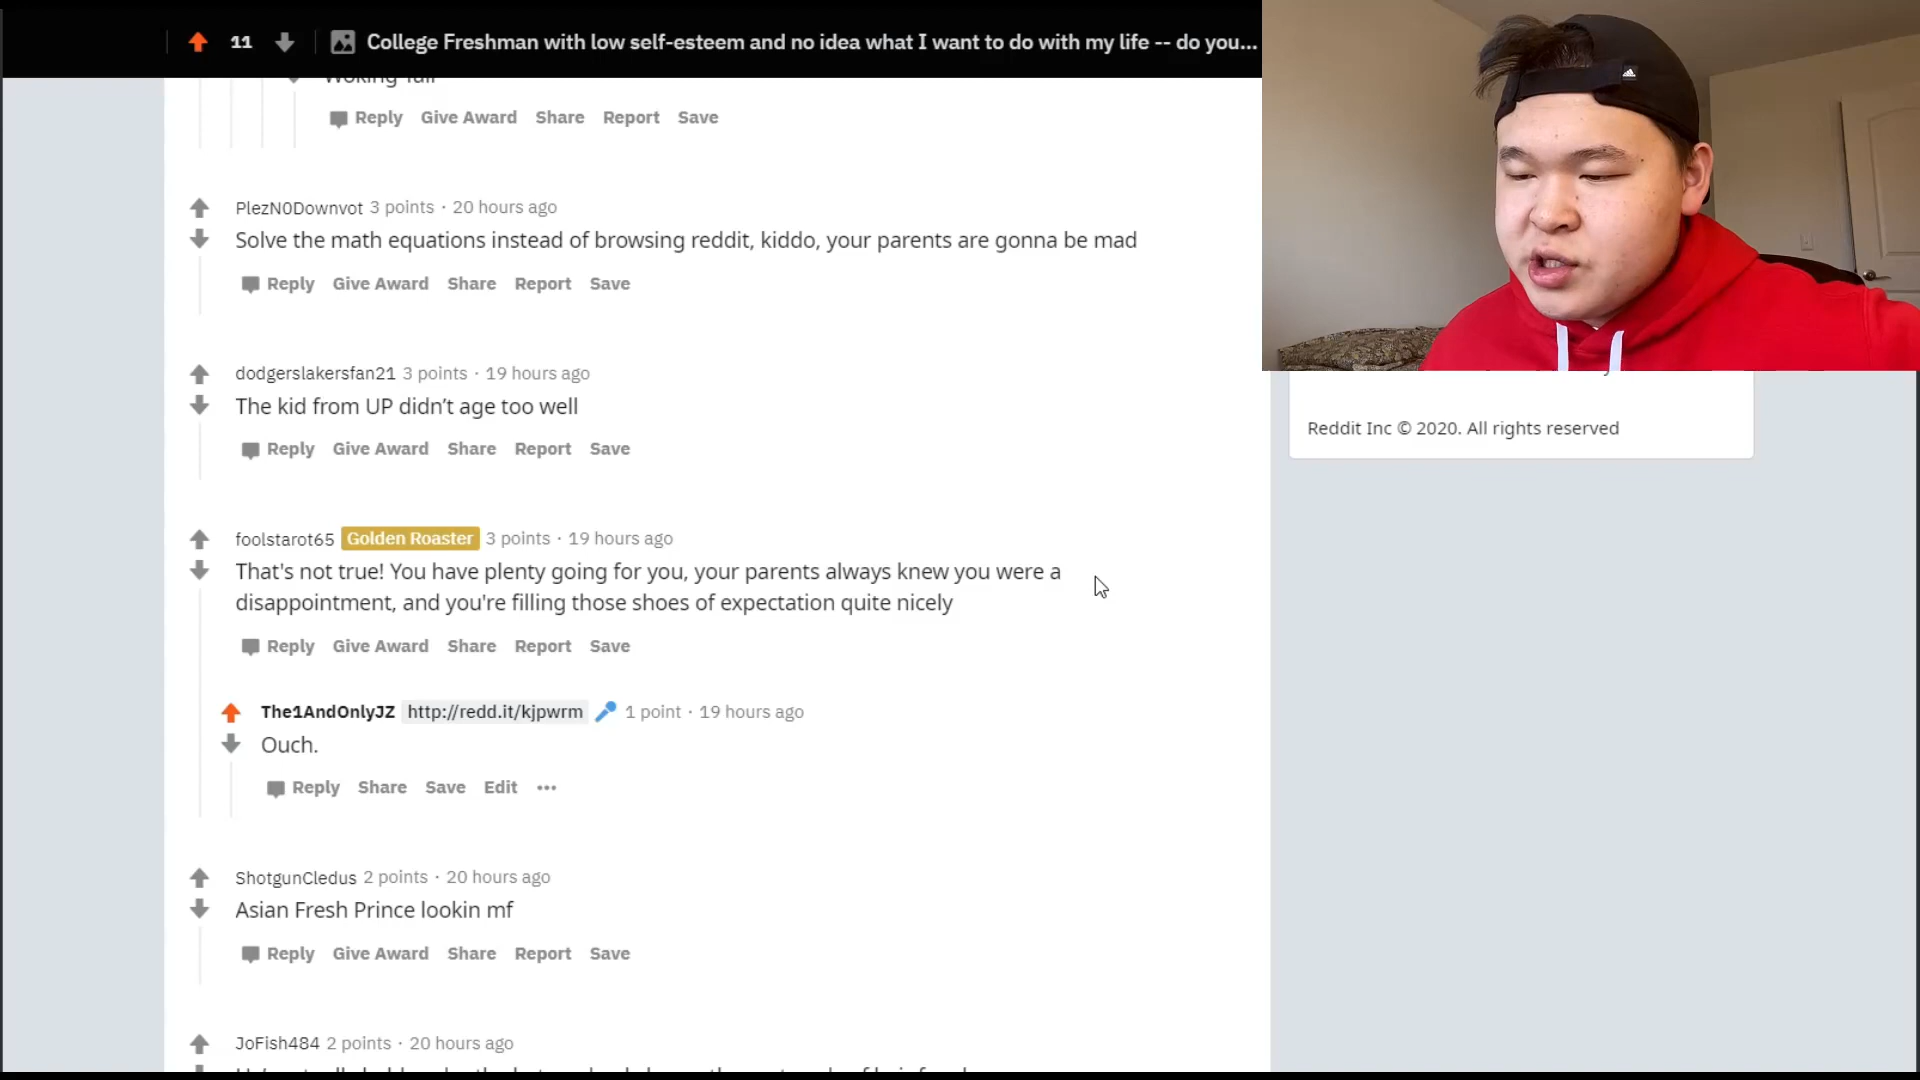 11 College Freshman with low self-esteem and no idea what I want to do with my life -- do you...
Woking Tall
Reply Give Award Share Report Save
PlezN0Downvot 3 points · 20 hours ago
Solve the math equations instead of browsing reddit, kiddo, your parents are gonna be mad
Reply Give Award Share Report Save
dodgerslakersfan21 3 points · 19 hours ago
The kid from UP didn’t age too well
Reply Give Award Share Report Save
Reddit Inc © 2020. All rights reserved
foolstarot65 Golden Roaster 3 points · 19 hours ago
That's not true! You have plenty going for you, your parents always knew you were a
disappointment, and you're filling those shoes of expectation quite nicely
Reply Give Award Share Report Save
The1AndOnlyJZ http://redd.it/kjpwrm 1 point · 19 hours ago
Ouch.
Reply Share Save Edit ...
ShotgunCledus 2 points · 20 hours ago
Asian Fresh Prince lookin mf
Reply Give Award Share Report Save
JoFish484 2 points · 20 hours ago